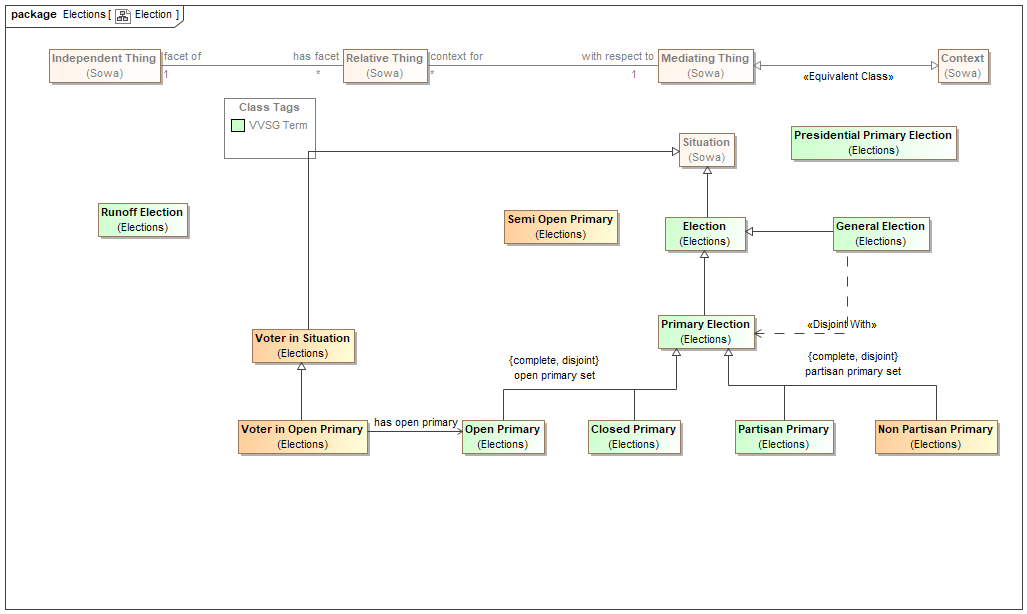 package Elections [ Election ]
Independent Thing
(Sowa)
facet of
1
has facet
*
Relative Thing
(Sowa)
context for
*
with respect to
1
Mediating Thing
(Sowa)
«Equivalent Class»
Context
(Sowa)
Class Tags
VVSG Term
Situation
(Sowa)
Presidential Primary Election
(Elections)
Runoff Election
(Elections)
Semi Open Primary
(Elections)
Election
(Elections)
General Election
(Elections)
Voter in Situation
(Elections)
Primary Election
(Elections)
«Disjoint With»
{complete, disjoint}
open primary set
{complete, disjoint}
partisan primary set
Voter in Open Primary
(Elections)
has open primary
Open Primary
(Elections)
Closed Primary
(Elections)
Partisan Primary
(Elections)
Non Partisan Primary
(Elections)